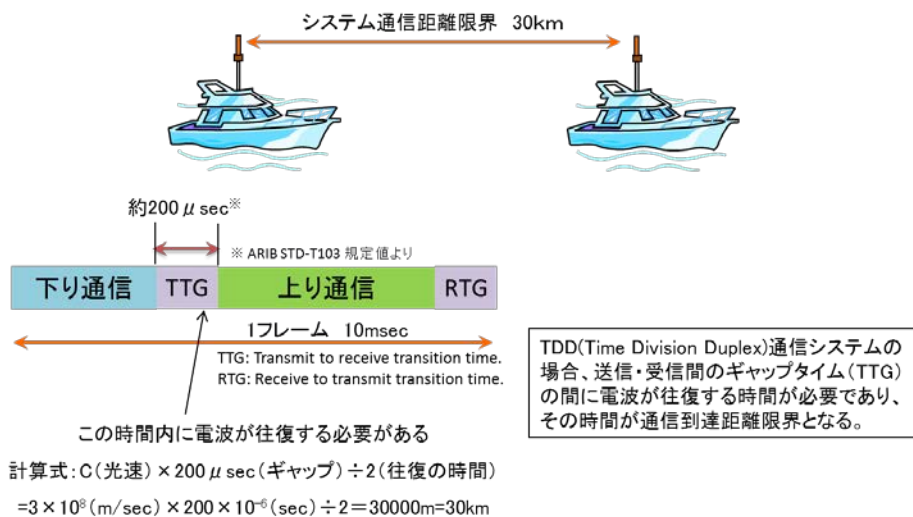 システム通信距離限界 30km
約200μsec※
※ ARIB STD-T103 規定値より
下り通信 TTG 上り通信 RTG
1フレーム 10msec
TTG: Transmit to receive transition time.
RTG: Receive to transmit transition time.
TDD(Time Division Duplex)通信システムの
場合、送信・受信間のギャップタイム(TTG)
の間に電波が往復する時間が必要であり、
その時間が通信到達距離限界となる。
この時間内に電波が往復する必要がある
計算式:C(光速)×200μsec(ギャップ)÷2(往復の時間)
=3×10⁸(m/sec)×200×10⁻⁶(sec)÷2=30000m=30km